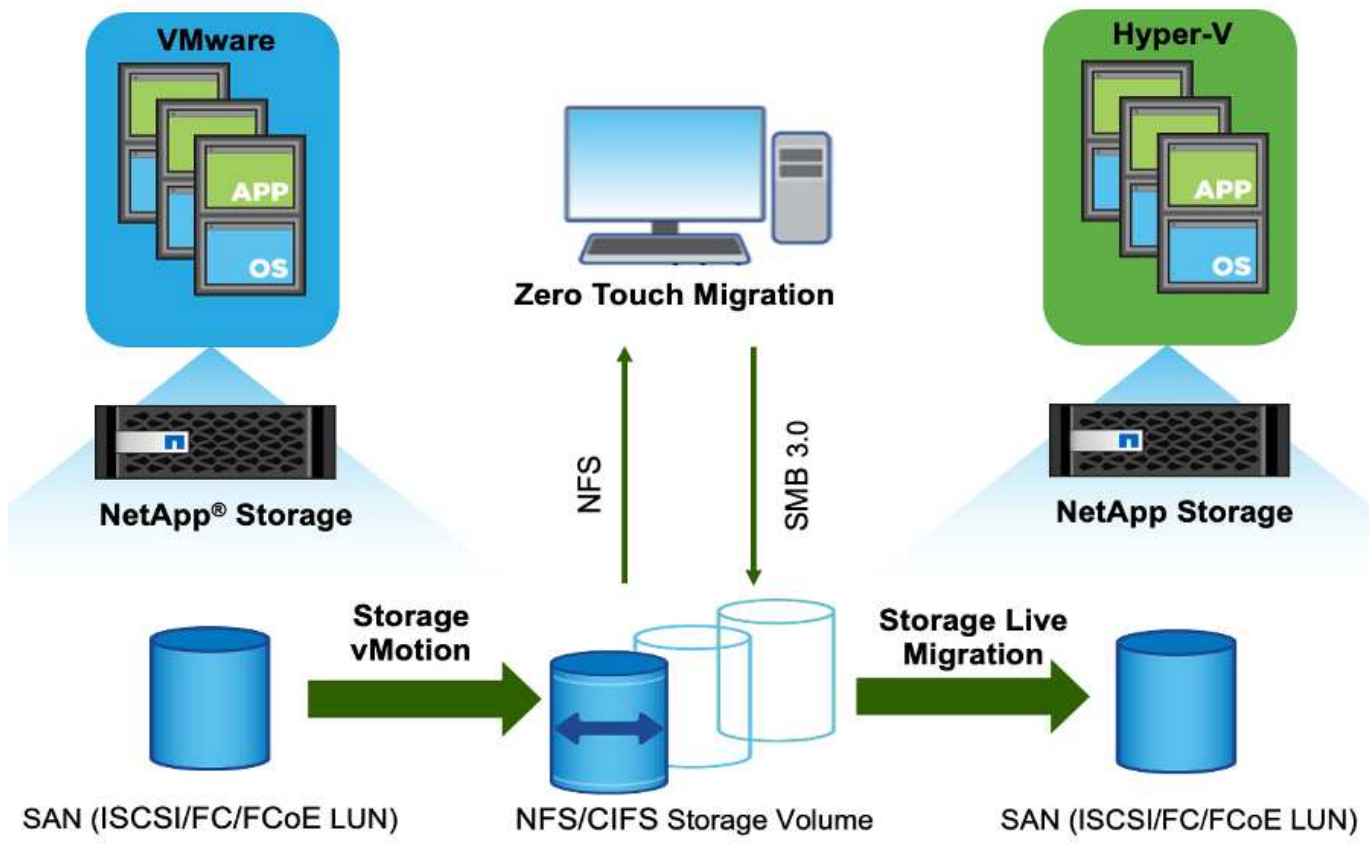 VMware
APP
OS
Hyper-V
APP
OS
Zero Touch Migration
NetApp® Storage
NFS
SMB 3.0
NetApp Storage
Storage
vMotion
Storage Live
Migration
SAN (ISCSI/FC/FCoE LUN)
NFS/CIFS Storage Volume
SAN (ISCSI/FC/FCoE LUN)